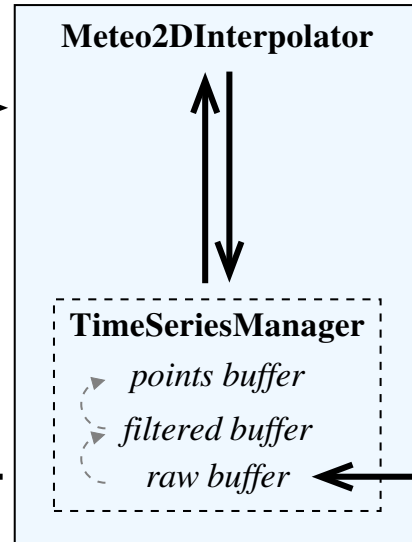 Meteo2DInterpolator
TimeSeriesManager
points buffer
filtered buffer
raw buffer